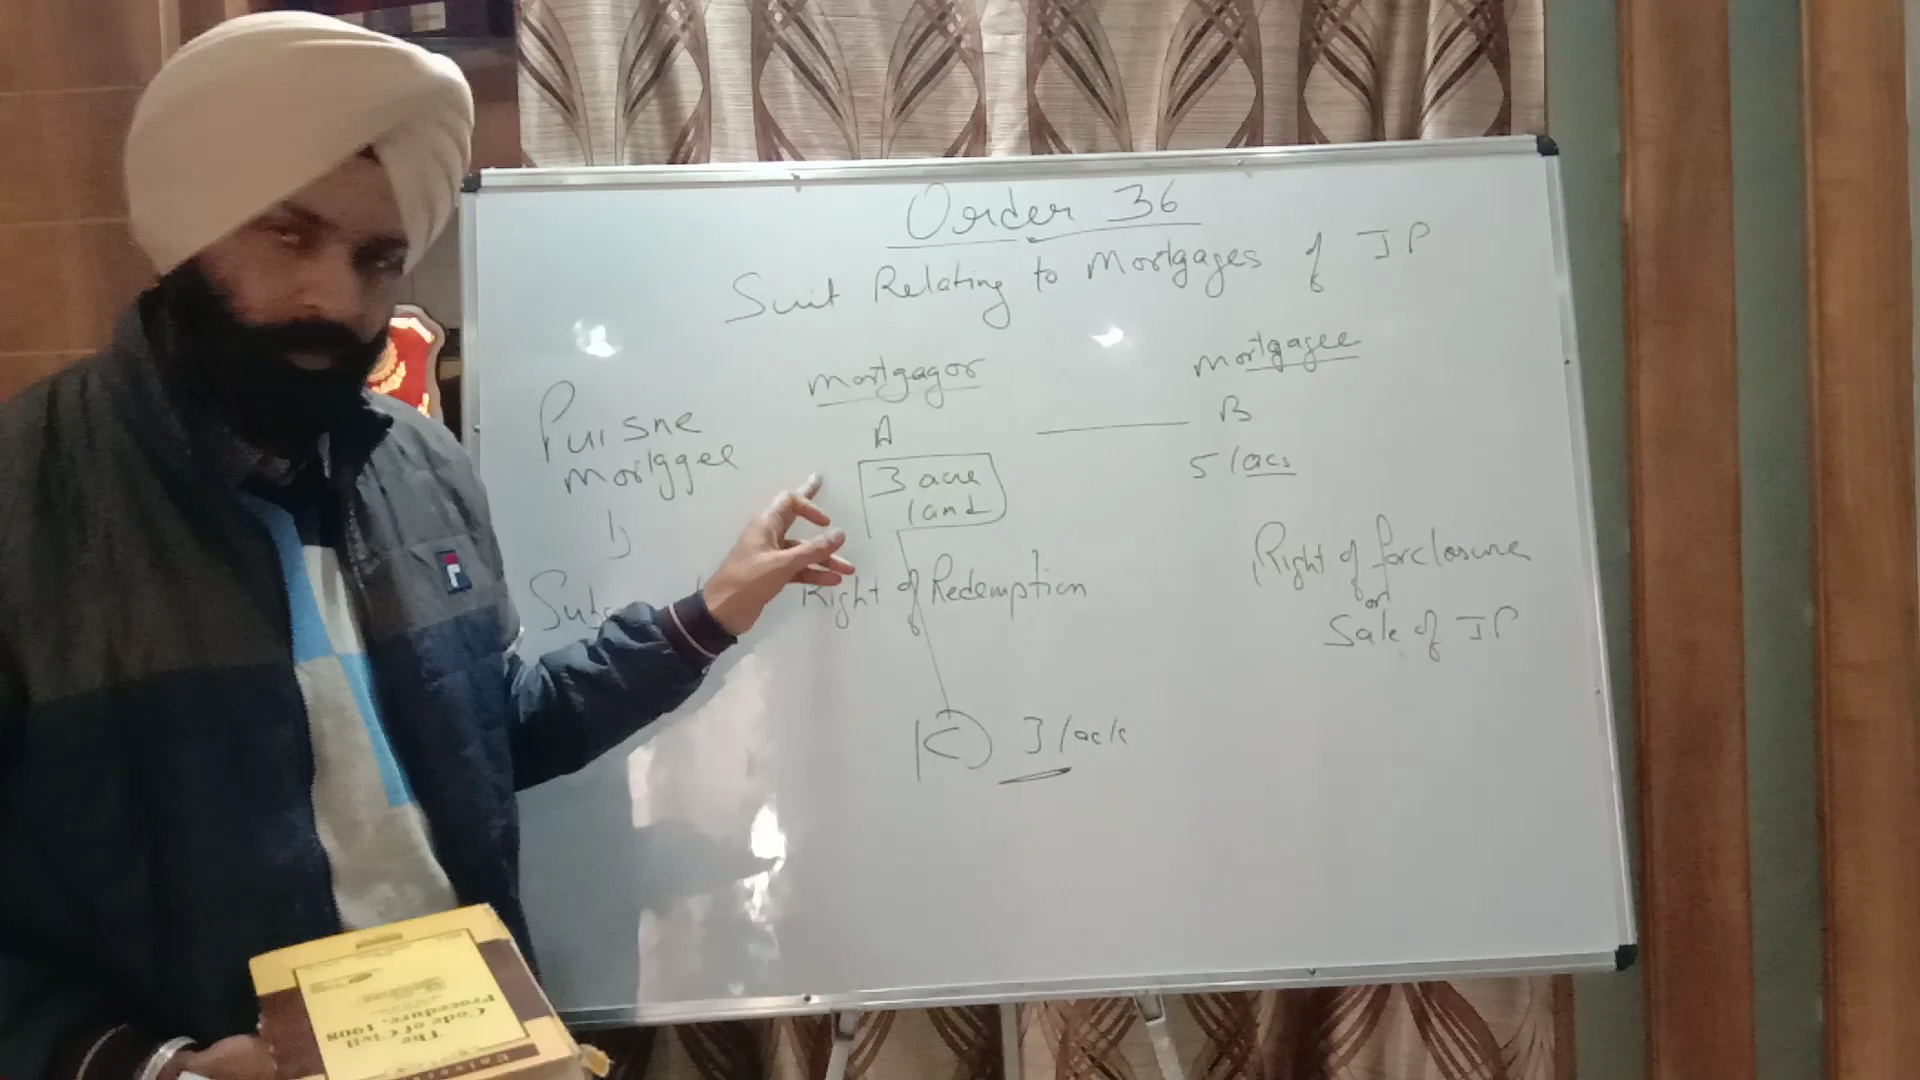 Order 36
Suit Relating to Mortgages of IP
Mortgagor
Mortgagee
Puisne
Mortggee
A
B
3 acre
land
5 lacs
Right of Redemption
Right of forclosure
or
Sale of IP
C 3 lack
The Civil
Code of
Procedure, 1908